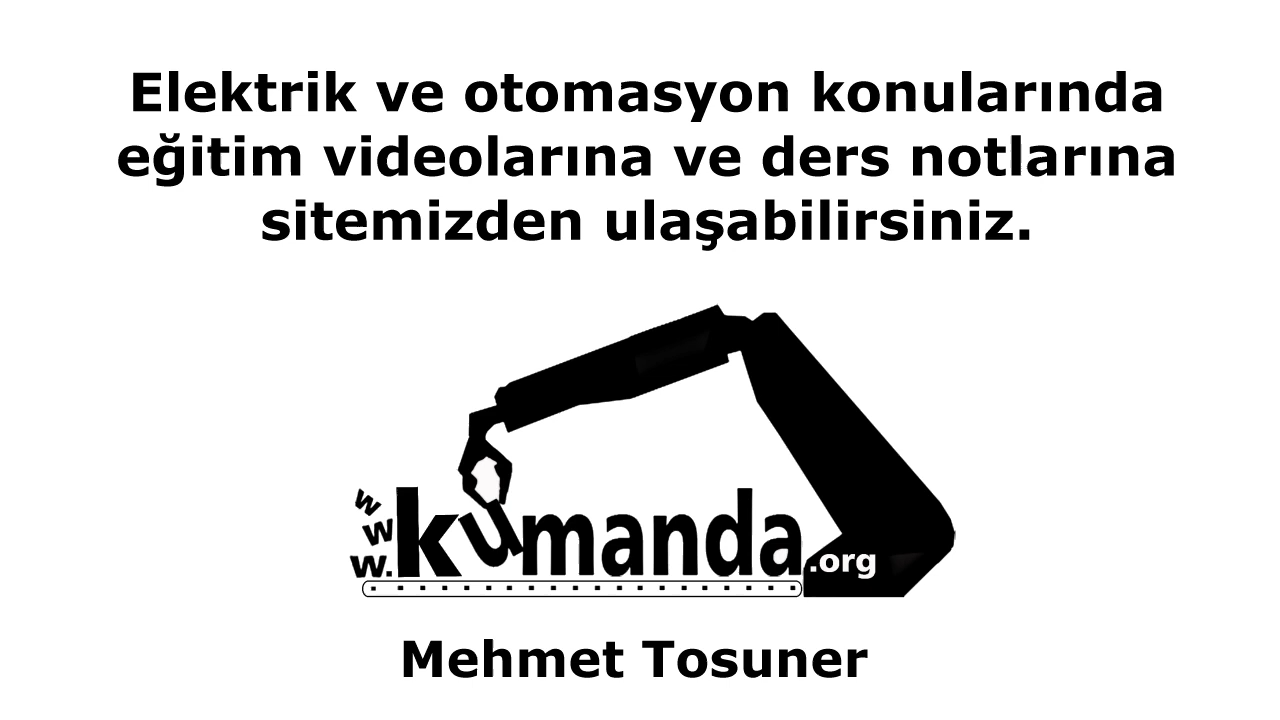 Elektrik ve otomasyon konularında
eğitim videolarına ve ders notlarına
sitemizden ulaşabilirsiniz.
www.kumanda.org
Mehmet Tosuner